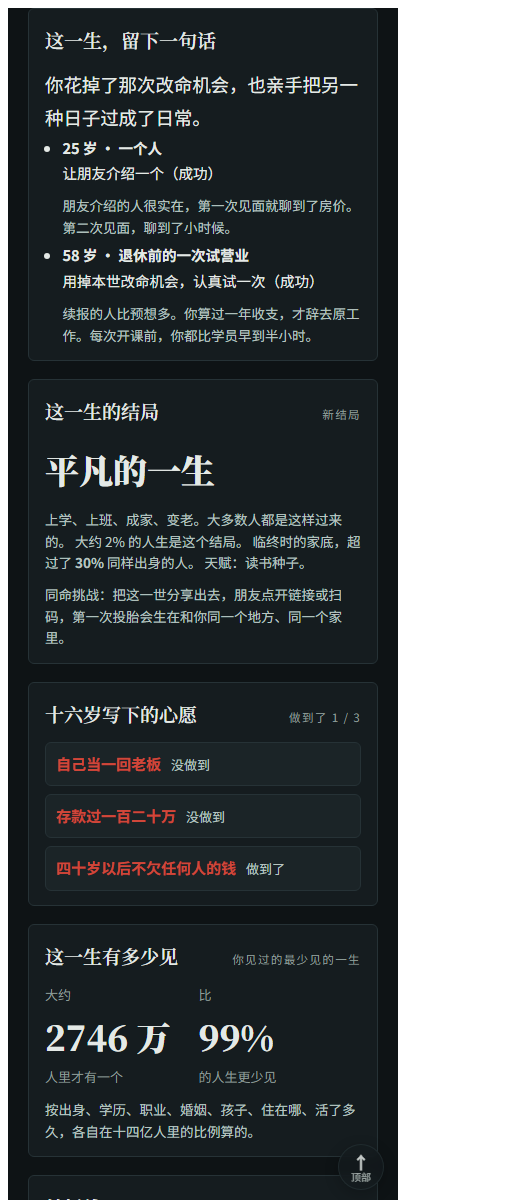 这一生，留下一句话
你花掉了那次改命机会，也亲手把另一
种日子过成了日常。
25 岁 · 一个人
让朋友介绍一个（成功）
朋友介绍的人很实在，第一次见面就聊到了房价。
第二次见面，聊到了小时候。
58 岁 · 退休前的一次试营业
用掉本世改命机会，认真试一次（成功）
续报的人比预想多。你算过一年收支，才辞去原工
作。每次开课前，你都比学员早到半小时。
这一生的结局
新结局
平凡的一生
上学、上班、成家、变老。大多数人都是这样过来
的。 大约 2% 的人生是这个结局。 临终时的家底，超
过了 30% 同样出身的人。 天赋：读书种子。
同命挑战：把这一世分享出去，朋友点开链接或扫
码，第一次投胎会生在和你同一个地方、同一个家
里。
十六岁写下的心愿
做到了 1 / 3
自己当一回老板 没做到
存款过一百二十万 没做到
四十岁以后不欠任何人的钱 做到了
这一生有多少见
你见过的最少见的一生
大约
比
2746 万
99%
人里才有一个
的人生更少见
按出身、学历、职业、婚姻、孩子、住在哪、活了多
久，各自在十四亿人里的比例算的。
↑
顶部